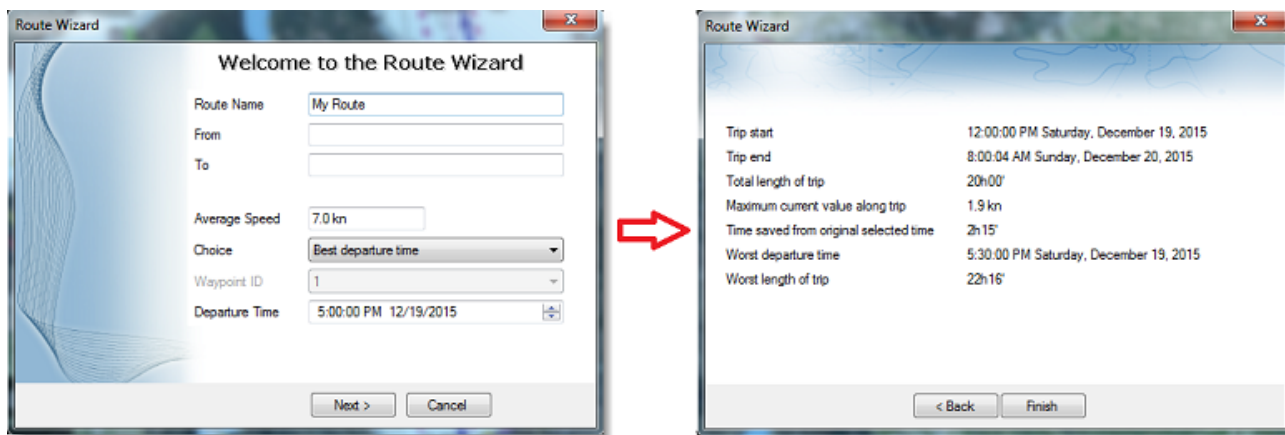 Route Wizard
Welcome to the Route Wizard
Route Name My Route
From
To
Average Speed 7.0 kn
Choice Best departure time
Waypoint ID 1
Departure Time 5:00:00 PM 12/19/2015
Next > Cancel
Route Wizard
Trip start 12:00:00 PM Saturday, December 19, 2015
Trip end 8:00:04 AM Sunday, December 20, 2015
Total length of trip 20h00'
Maximum current value along trip 1.9 kn
Time saved from original selected time 2h15'
Worst departure time 5:30:00 PM Saturday, December 19, 2015
Worst length of trip 22h16'
< Back Finish